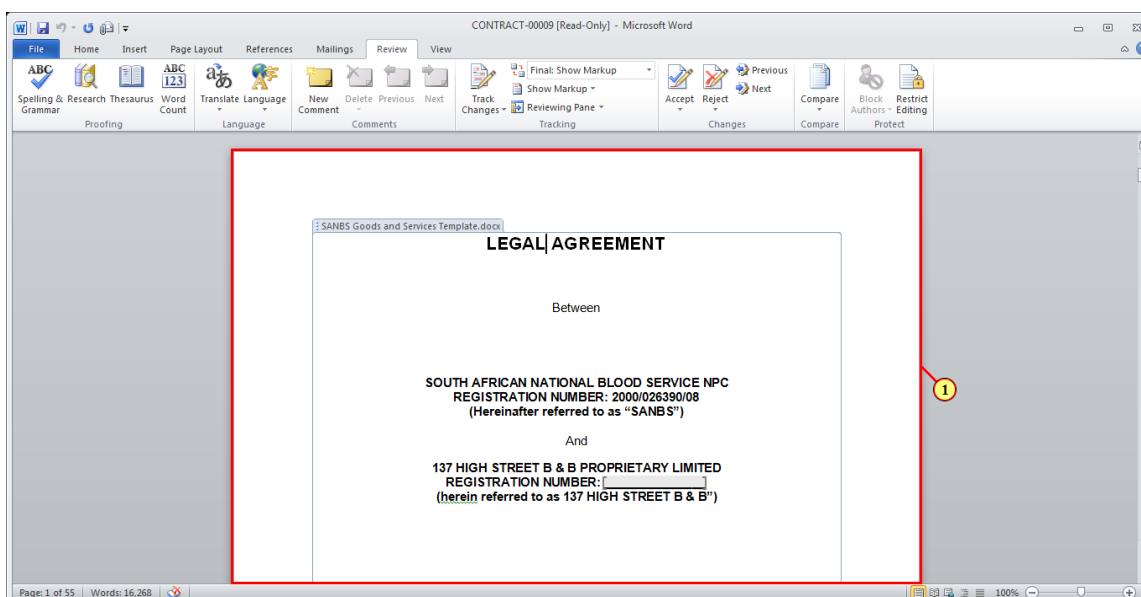 CONTRACT-00009 [Read-Only] - Microsoft Word
File Home Insert Page Layout References Mailings Review View
ABC Spelling & Grammar
Research
Thesaurus
ABC 123 Word Count
Proofing
Translate
Language
Language
New Comment
Delete
Previous
Next
Comments
Track Changes
Final: Show Markup
Show Markup
Reviewing Pane
Tracking
Accept
Reject
Previous
Next
Changes
Compare
Compare
Block Authors
Restrict Editing
Protect
SANBS Goods and Services Template.docx
LEGAL AGREEMENT
Between
SOUTH AFRICAN NATIONAL BLOOD SERVICE NPC
REGISTRATION NUMBER: 2000/026390/08
(Hereinafter referred to as “SANBS”)
And
137 HIGH STREET B & B PROPRIETARY LIMITED
REGISTRATION NUMBER:[ ]
(herein referred to as 137 HIGH STREET B & B”)
1
Page: 1 of 55 Words: 16,268 100%